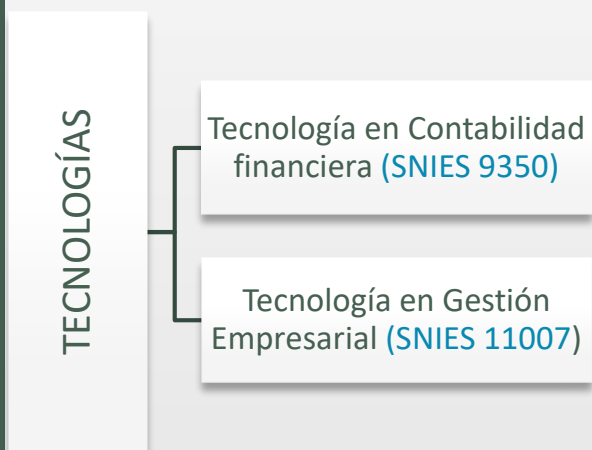 TECNOLOGÍAS
Tecnología en Contabilidad
financiera (SNIES 9350)
Tecnología en Gestión
Empresarial (SNIES 11007)